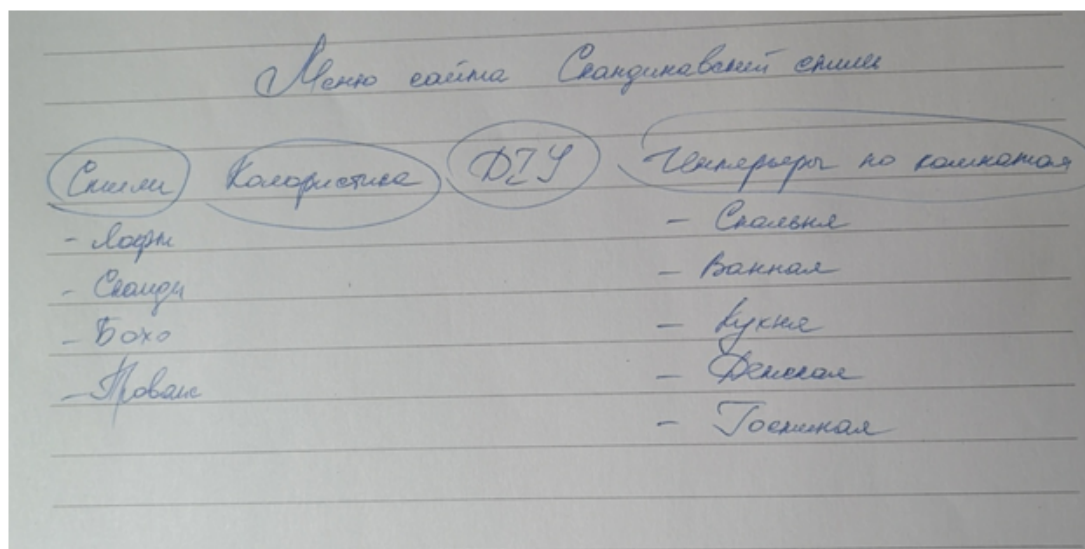 Меню сайта Скандинавский стиль
Стили Колористика DIY Интерьеры по комнатам
- Лофт - Спальня
- Сканди - Ванная
- Бохо - Кухня
- Прованс - Детская
- Гостиная